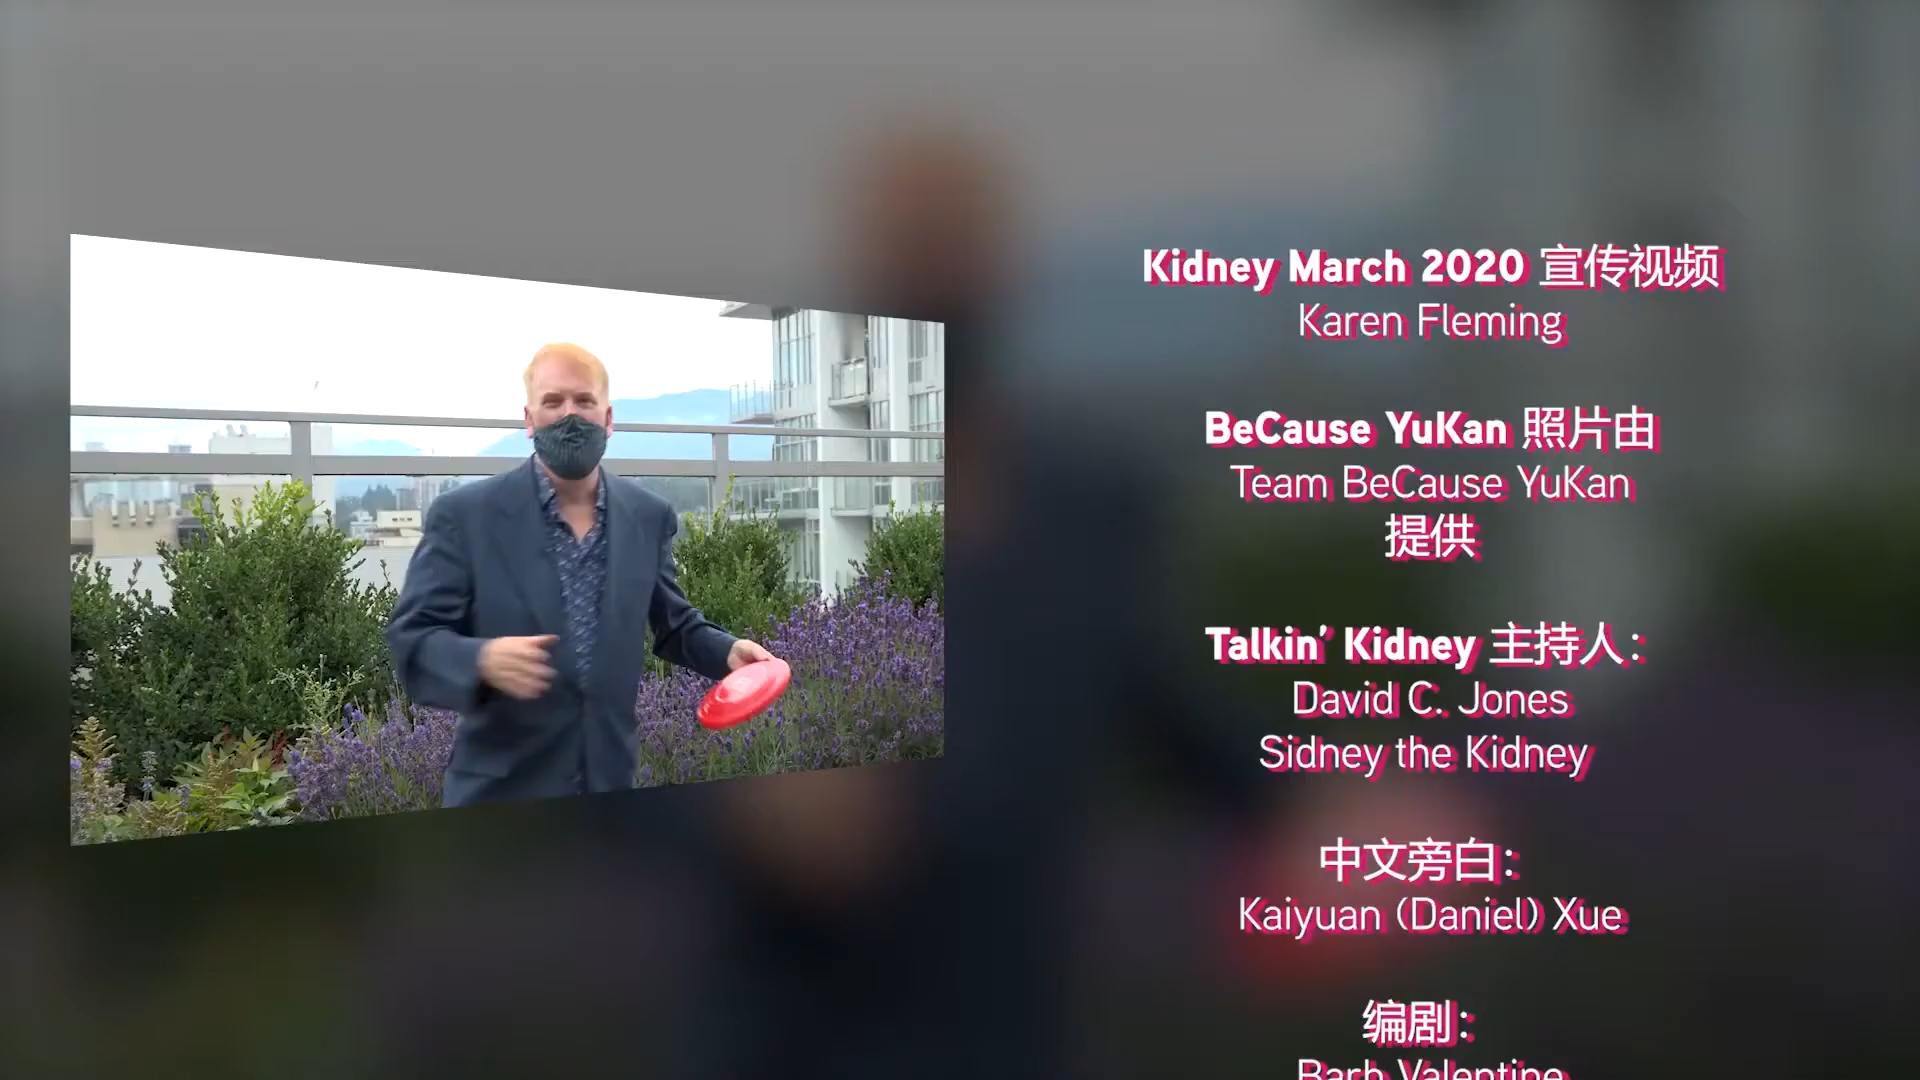 Kidney March 2020 宣传视频
Karen Fleming
BeCause YuKan 照片由
Team BeCause YuKan
提供
Talkin' Kidney 主持人：
David C. Jones
Sidney the Kidney
中文旁白：
Kaiyuan (Daniel) Xue
编剧：
Barb Valentine